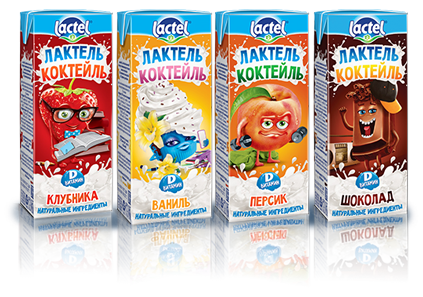 lactel
ЛАКТЕЛЬ
КОКТЕЙЛЬ
D
ВИТАМИН
КЛУБНИКА
НАТУРАЛЬНЫЕ ИНГРЕДИЕНТЫ
lactel
ЛАКТЕЛЬ
КОКТЕЙЛЬ
D
ВИТАМИН
ВАНИЛЬ
НАТУРАЛЬНЫЕ ИНГРЕДИЕНТЫ
lactel
ЛАКТЕЛЬ
КОКТЕЙЛЬ
D
ВИТАМИН
ПЕРСИК
НАТУРАЛЬНЫЕ ИНГРЕДИЕНТЫ
lactel
ЛАКТЕЛЬ
КОКТЕЙЛЬ
D
ВИТАМИН
ШОКОЛАД
НАТУРАЛЬНЫЕ ИНГРЕДИЕНТЫ